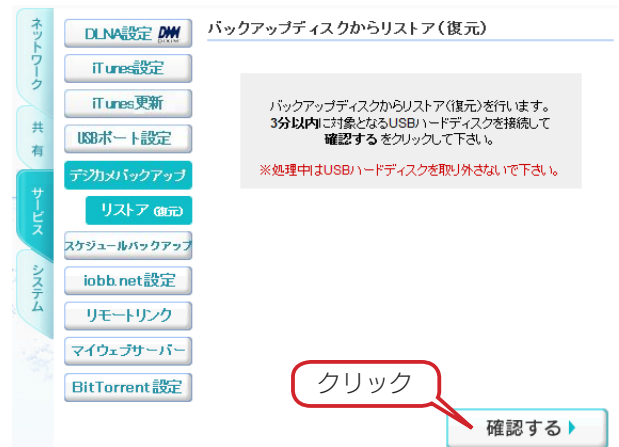 ネットワーク
共有
サービス
システム
DLNA設定 DiXiM
iTunes設定
iTunes更新
USBポート設定
デジカメバックアップ
リストア(復元)
スケジュールバックアップ
iobb.net設定
リモートリンク
マイウェブサーバー
BitTorrent設定
バックアップディスクからリストア(復元)
バックアップディスクからリストア(復元)を行います。
3分以内に対象となるUSBハードディスクを接続して
確認する をクリックして下さい。
※処理中はUSBハードディスクを取り外さないで下さい。
クリック
確認する